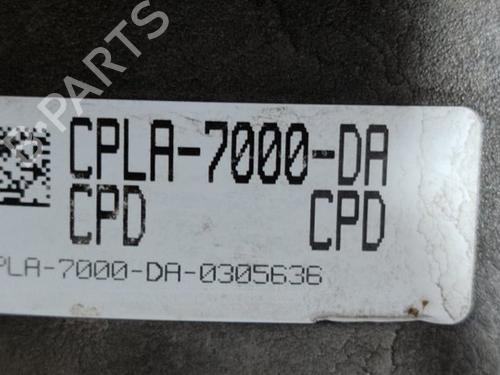 B-PARTS
CPLA-7000-DA
CPD CPD
PLA-7000-DA-0305636